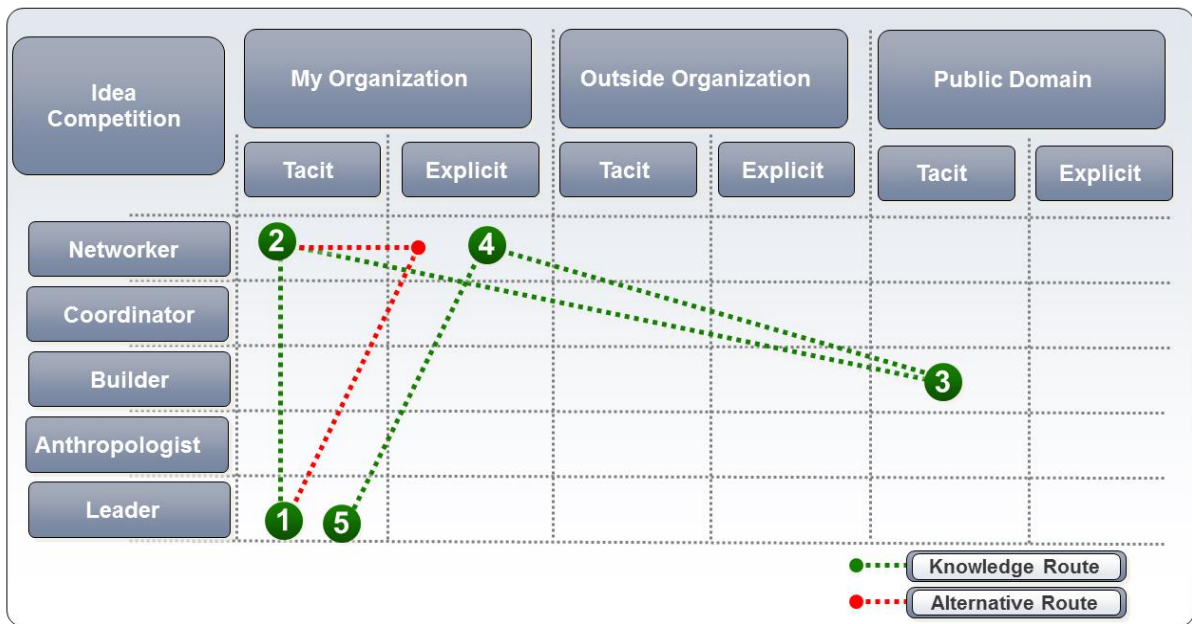 Idea
Competition
My Organization
Outside Organization
Public Domain
Tacit
Explicit
Tacit
Explicit
Tacit
Explicit
Networker
2
4
Coordinator
Builder
3
Anthropologist
Leader
1
5
Knowledge Route
Alternative Route